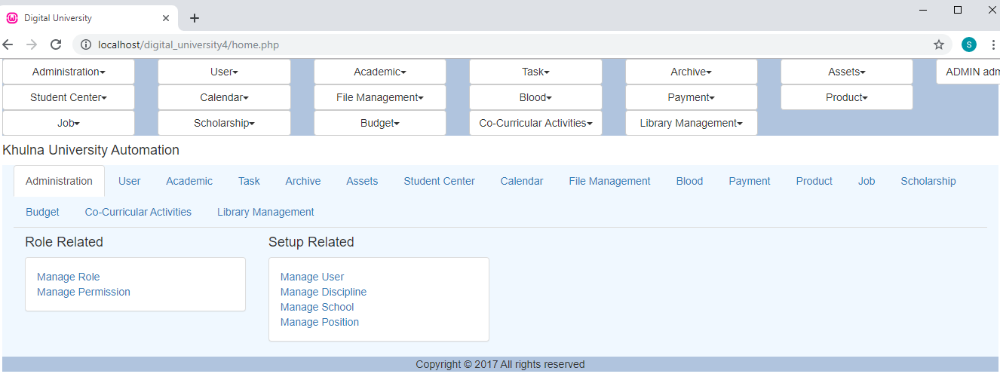 Digital University
localhost/digital_university4/home.php
S
Administration User Academic Task Archive Assets ADMIN adm
Student Center Calendar File Management Blood Payment Product
Job Scholarship Budget Co-Curricular Activities Library Management
Khulna University Automation
Administration User Academic Task Archive Assets Student Center Calendar File Management Blood Payment Product Job Scholarship
Budget Co-Curricular Activities Library Management
Role Related
Manage Role
Manage Permission
Setup Related
Manage User
Manage Discipline
Manage School
Manage Position
Copyright © 2017 All rights reserved